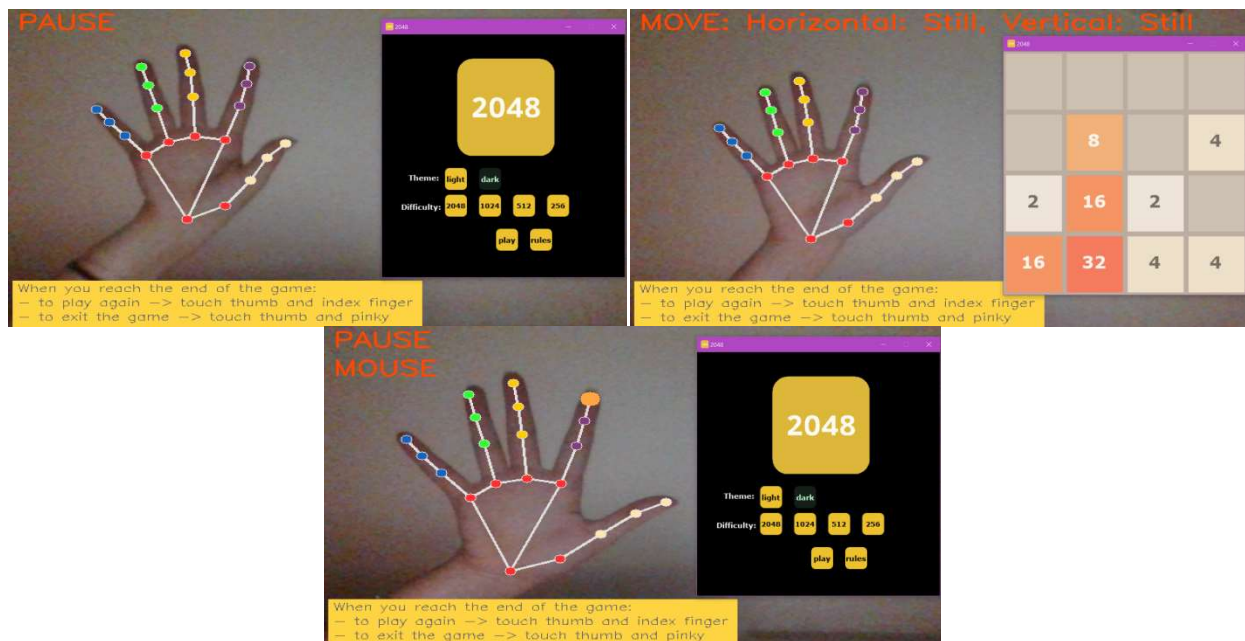 PAUSE
2048
2048
Theme: light dark
Difficulty: 2048 1024 512 256
play rules
When you reach the end of the game:
— to play again —> touch thumb and index finger
— to exit the game —> touch thumb and pinky
MOVE: Horizontal: Still, Vertical: Still
2048
8 4
2 16 2
16 32 4 4
When you reach the end of the game:
— to play again —> touch thumb and index finger
— to exit the game —> touch thumb and pinky
PAUSE
MOUSE
2048
2048
Theme: light dark
Difficulty: 2048 1024 512 256
play rules
When you reach the end of the game:
— to play again —> touch thumb and index finger
— to exit the game —> touch thumb and pinky